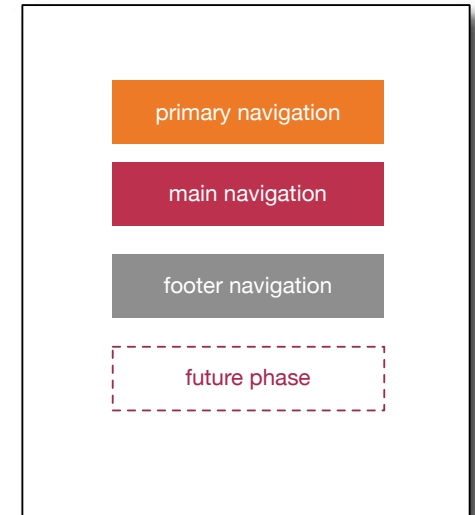 primary navigation
main navigation
footer navigation
future phase